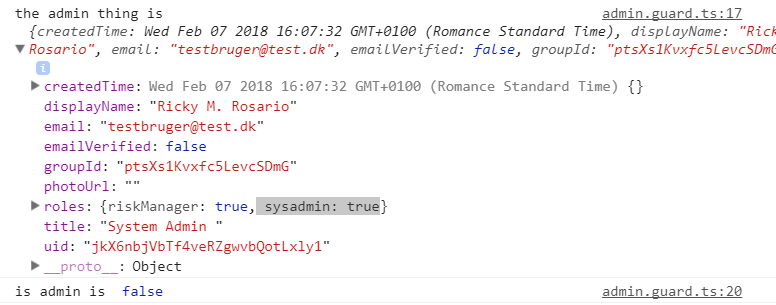 the admin thing is admin.guard.ts:17
{createdTime: Wed Feb 07 2018 16:07:32 GMT+0100 (Romance Standard Time), displayName: "Rick
▼Rosario", email: "testbruger@test.dk", emailVerified: false, groupId: "ptsXs1Kvxfc5LevcSDm
i
▶createdTime: Wed Feb 07 2018 16:07:32 GMT+0100 (Romance Standard Time) {}
displayName: "Ricky M. Rosario"
email: "testbruger@test.dk"
emailVerified: false
groupId: "ptsXs1Kvxfc5LevcSDmG"
photoUrl: ""
▶roles: {riskManager: true, sysadmin: true}
title: "System Admin "
uid: "jkX6nbjVbTf4veRZgwvbQotLxly1"
▶__proto__: Object
is admin is false admin.guard.ts:20